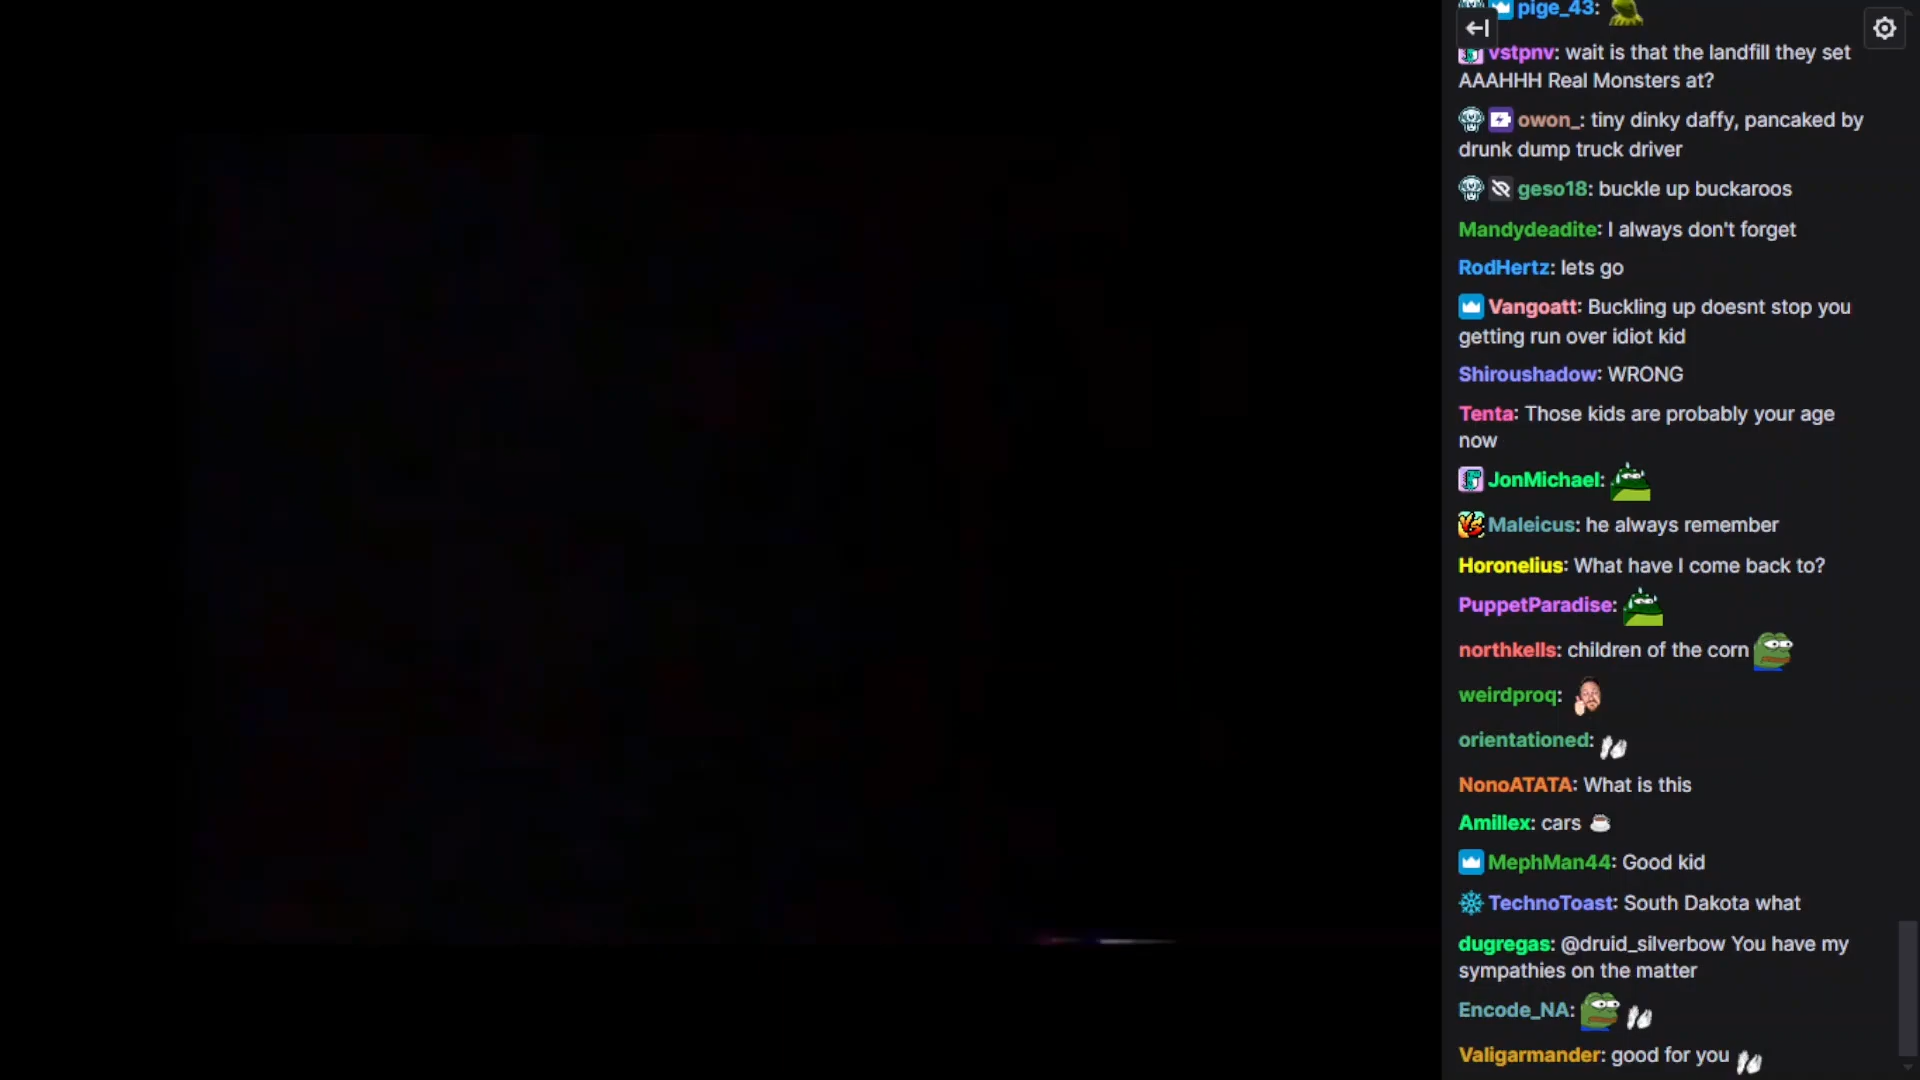 pige_43:
vstpnv: wait is that the landfill they set
AAAHHH Real Monsters at?
owon_: tiny dinky daffy, pancaked by
drunk dump truck driver
geso18: buckle up buckaroos
Mandydeadite: I always don't forget
RodHertz: lets go
Vangoatt: Buckling up doesnt stop you
getting run over idiot kid
Shiroushadow: WRONG
Tenta: Those kids are probably your age
now
JonMichael:
Maleicus: he always remember
Horonelius: What have I come back to?
PuppetParadise:
northkells: children of the corn
weirdproq:
orientationed:
NonoATATA: What is this
Amillex: cars
MephMan44: Good kid
TechnoToast: South Dakota what
dugregas: @druid_silverbow You have my
sympathies on the matter
Encode_NA:
Valigarmander: good for you